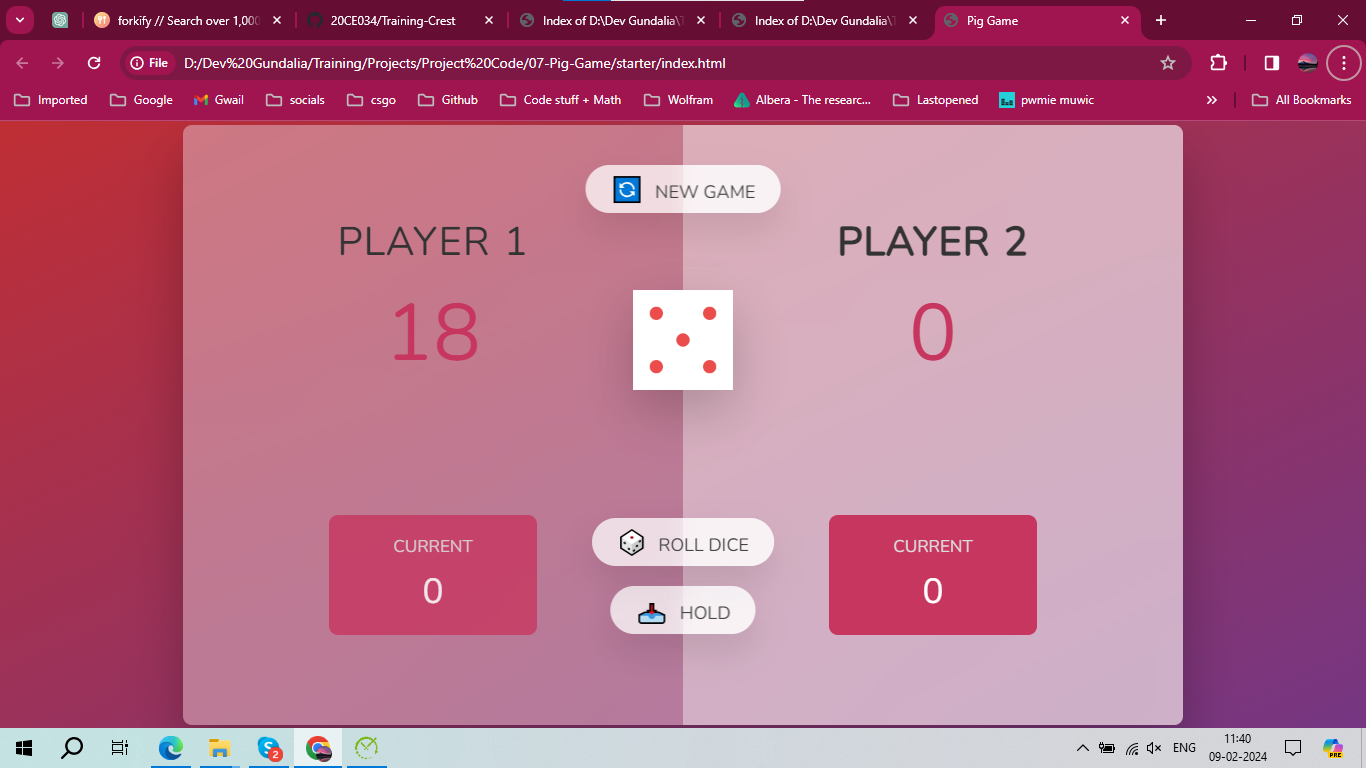 forkify // Search over 1,000
20CE034/Training-Crest
Index of D:\Dev Gundalia\T
Index of D:\Dev Gundalia\T
Pig Game
File
D:/Dev%20Gundalia/Training/Projects/Project%20Code/07-Pig-Game/starter/index.html
Imported
Google
Gwail
socials
csgo
Github
Code stuff + Math
Wolfram
Albera - The researc...
Lastopened
pwmie muwic
All Bookmarks
NEW GAME
PLAYER 1
18
PLAYER 2
0
CURRENT
0
ROLL DICE
HOLD
CURRENT
0
2
ENG
11:40
09-02-2024
PRE